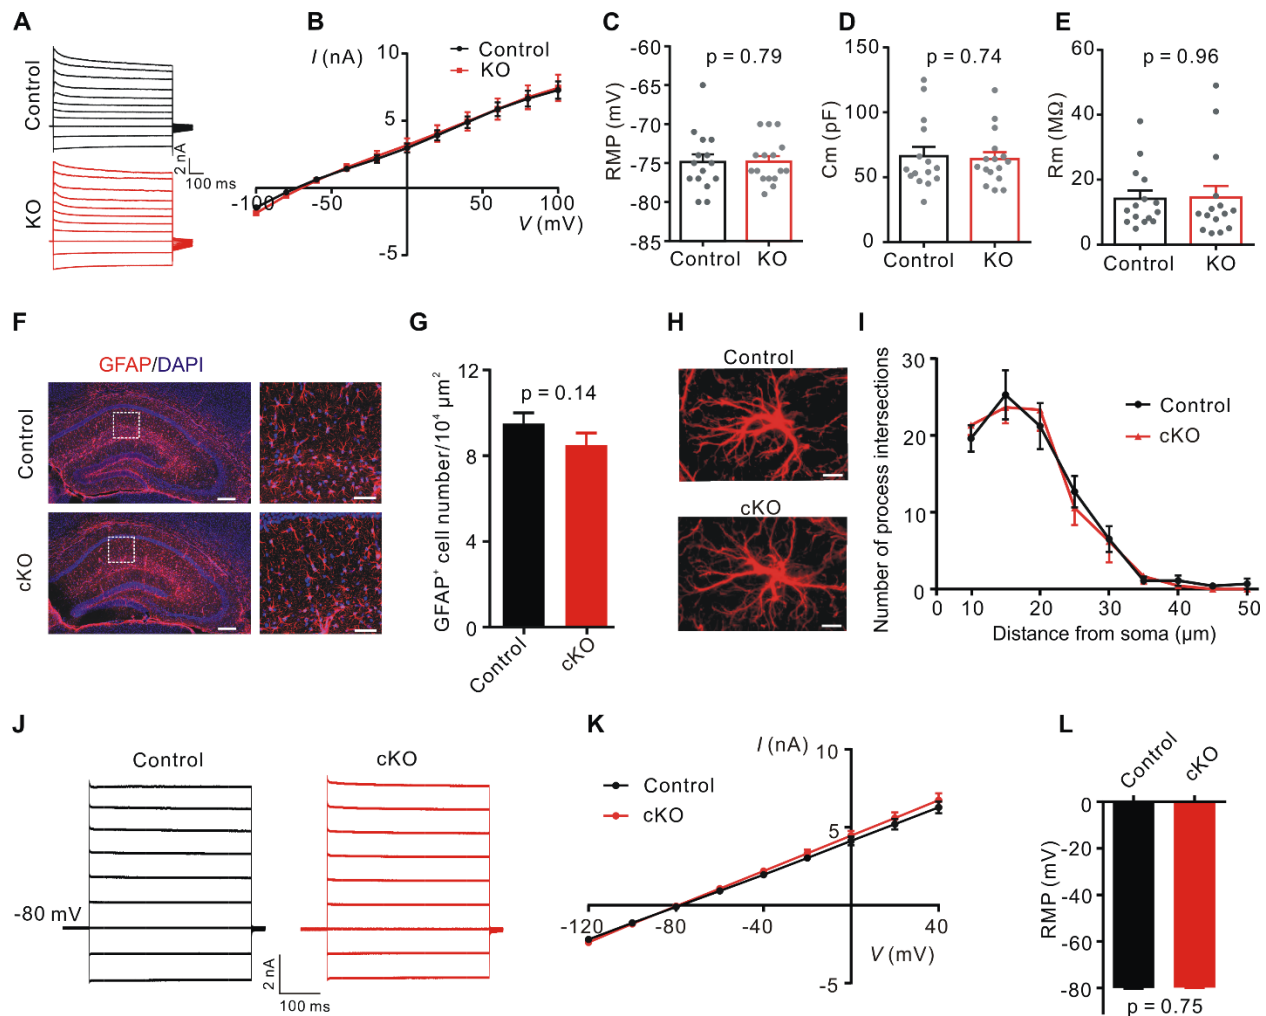 A
Control
KO
2 nA
100 ms
B
I (nA)
10
5
-5
-100
-50
50
100
V (mV)
Control
KO
C
p = 0.79
RMP (mV)
-60
-65
-70
-75
-80
-85
Control
KO
D
p = 0.74
Cm (pF)
150
100
50
0
Control
KO
E
p = 0.96
Rm (MΩ)
60
40
20
0
Control
KO
F
GFAP/DAPI
Control
cKO
G
p = 0.14
GFAP⁺ cell number/10⁴ µm²
12
8
4
0
Control
cKO
H
Control
cKO
I
Number of process intersections
30
20
10
0
0
10
20
30
40
50
Distance from soma (µm)
Control
cKO
J
Control
cKO
-80 mV
2 nA
100 ms
K
I (nA)
10
5
-5
-120
-80
-40
40
V (mV)
Control
cKO
L
Control
cKO
RMP (mV)
0
-20
-40
-60
-80
p = 0.75